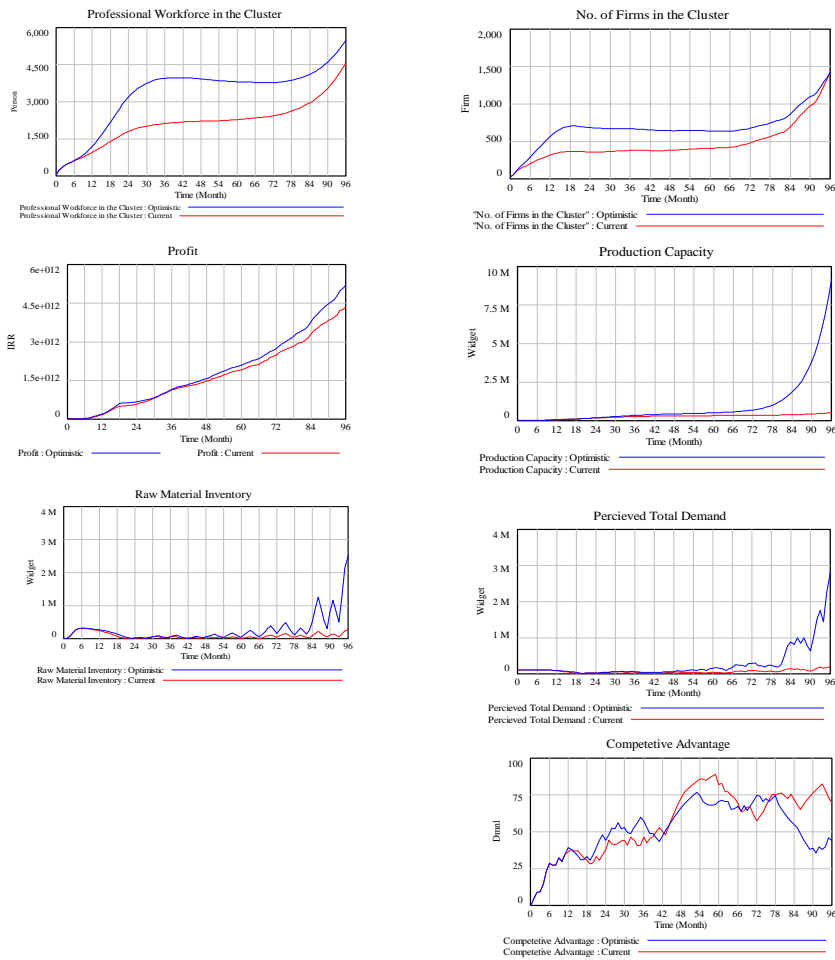 Professional Workforce in the Cluster
6,000
4,500
3,000
1,500
0
Person
0 6 12 18 24 30 36 42 48 54 60 66 72 78 84 90 96
Time (Month)
Professional Workforce in the Cluster : Optimistic
Professional Workforce in the Cluster : Current
No. of Firms in the Cluster
2,000
1,500
1,000
500
0
Firm
0 6 12 18 24 30 36 42 48 54 60 66 72 78 84 90 96
Time (Month)
"No. of Firms in the Cluster" : Optimistic
"No. of Firms in the Cluster" : Current
Profit
6e+012
4.5e+012
3e+012
1.5e+012
0
IRR
0 12 24 36 48 60 72 84 96
Time (Month)
Profit : Optimistic Profit : Current
Production Capacity
10 M
7.5 M
5 M
2.5 M
0
Widget
0 6 12 18 24 30 36 42 48 54 60 66 72 78 84 90 96
Time (Month)
Production Capacity : Optimistic
Production Capacity : Current
Raw Material Inventory
4 M
3 M
2 M
1 M
0
Widget
0 6 12 18 24 30 36 42 48 54 60 66 72 78 84 90 96
Time (Month)
Raw Material Inventory : Optimistic
Raw Material Inventory : Current
Percieved Total Demand
4 M
3 M
2 M
1 M
0
Widget
0 6 12 18 24 30 36 42 48 54 60 66 72 78 84 90 96
Time (Month)
Percieved Total Demand : Optimistic
Percieved Total Demand : Current
Competetive Advantage
100
75
50
25
0
Dmnl
0 6 12 18 24 30 36 42 48 54 60 66 72 78 84 90 96
Time (Month)
Competetive Advantage : Optimistic
Competetive Advantage : Current